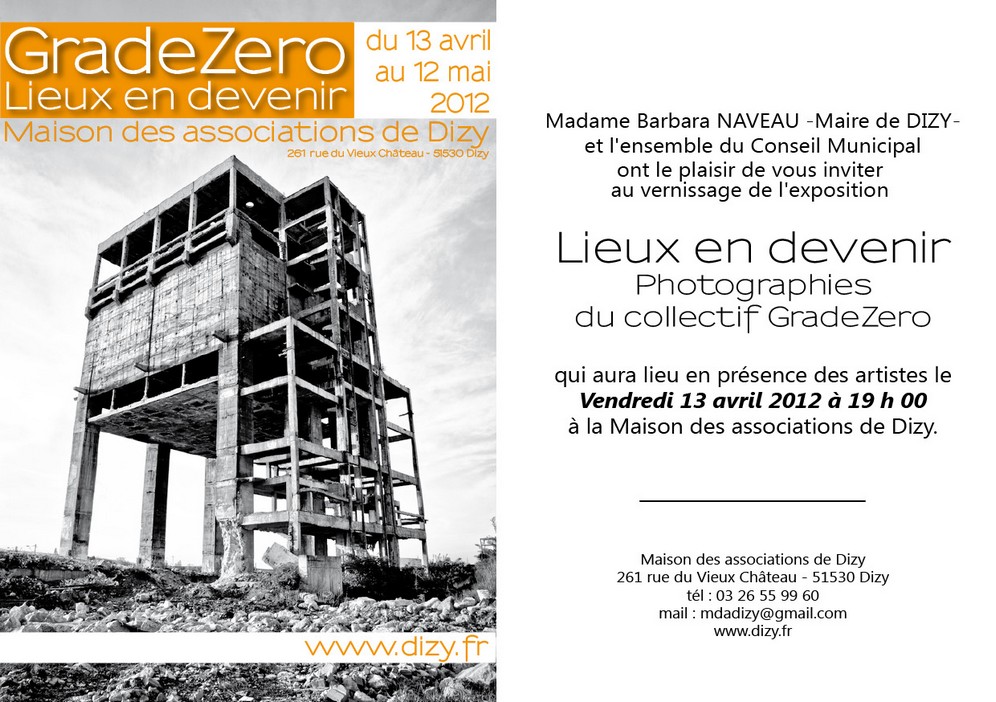 GradeZero
Lieux en devenir
du 13 avril
au 12 mai
2012
Maison des associations de Dizy
261 rue du Vieux Château - 51530 Dizy
www.dizy.fr
Madame Barbara NAVEAU -Maire de DIZY-
et l'ensemble du Conseil Municipal
ont le plaisir de vous inviter
au vernissage de l'exposition
Lieux en devenir
Photographies
du collectif GradeZero
qui aura lieu en présence des artistes le
Vendredi 13 avril 2012 à 19 h 00
à la Maison des associations de Dizy.
Maison des associations de Dizy
261 rue du Vieux Château - 51530 Dizy
tél : 03 26 55 99 60
mail : mdadizy@gmail.com
www.dizy.fr